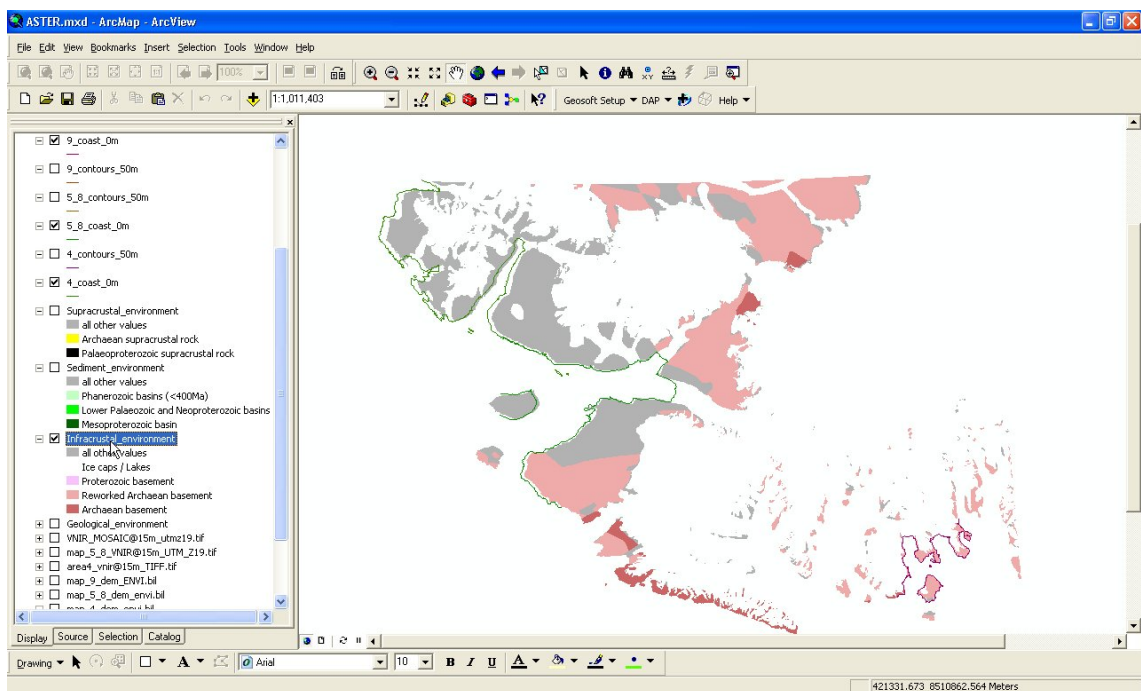 ASTER.mxd - ArcMap - ArcView
File Edit View Bookmarks Insert Selection Tools Window Help
100%
1:1,011,403
Geosoft Setup DAP Help
9_coast_0m
9_contours_50m
5_8_contours_50m
5_8_coast_0m
4_contours_50m
4_coast_0m
Supracrustal_environment
all other values
Archaean supracrustal rock
Palaeoproterozoic supracrustal rock
Sediment_environment
all other values
Phanerozoic basins (<400Ma)
Lower Palaeozoic and Neoproterozoic basins
Mesoproterozoic basin
Infracrustal_environment
all other values
Ice caps / Lakes
Proterozoic basement
Reworked Archaean basement
Archaean basement
Geological_environment
VNIR_MOSAIC@15m_utmz19.tif
map_5_8_VNIR@15m_UTM_Z19.tif
area4_vnir@15m_TIFF.tif
map_9_dem_ENVI.bil
map_5_8_dem_envi.bil
map_4_dem_envi.bil
Display Source Selection Catalog
Drawing A Arial 10 B I U A
421331.673 8510862.564 Meters